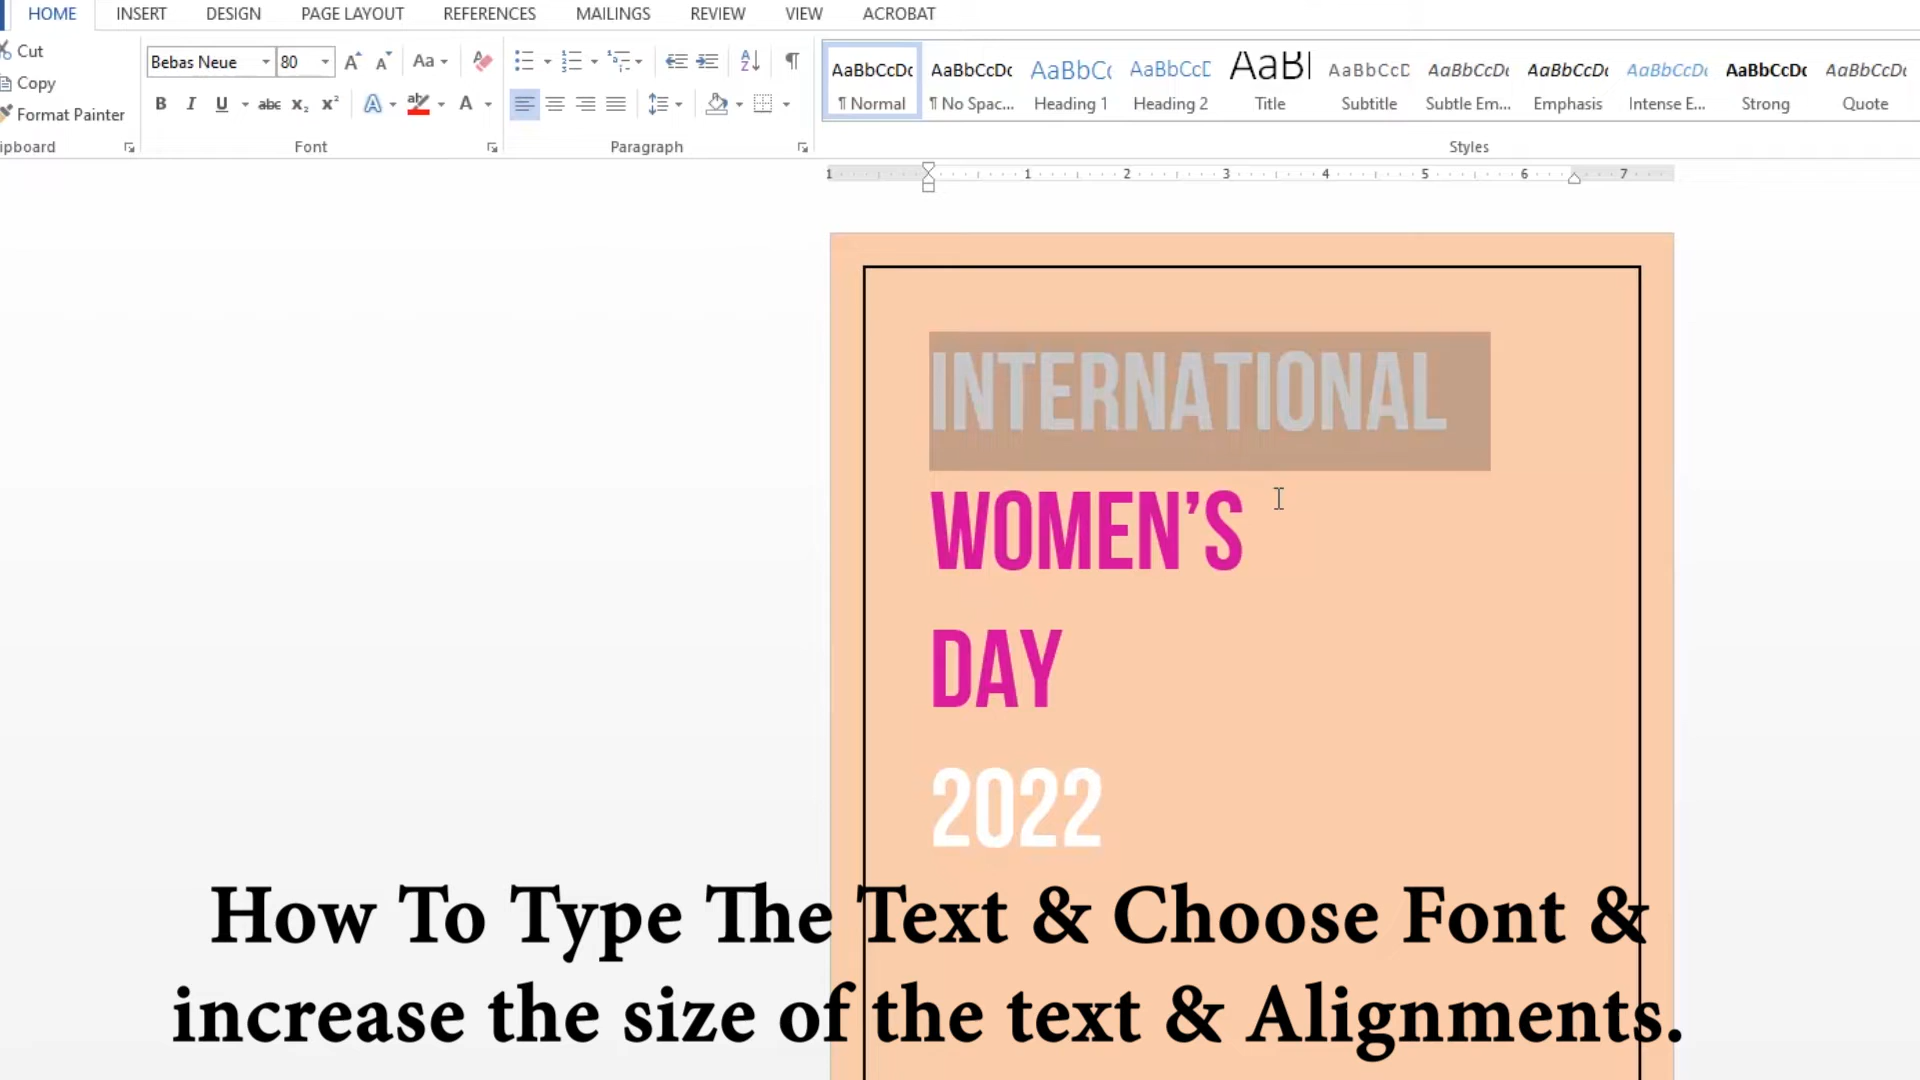 HOME INSERT DESIGN PAGE LAYOUT REFERENCES MAILINGS REVIEW VIEW ACROBAT
Cut
Copy
Format Painter
ipboard
Bebas Neue 80 Aa
B I U abc x₂ x² A ab A
Font
Paragraph
AaBbCcDc AaBbCcDc AaBbC( AaBbCcE AaB| AaBbCcD AaBbCcDc AaBbCcDc AaBbCcDc AaBbCcDc AaBbCcDc
¶ Normal ¶ No Spac... Heading 1 Heading 2 Title Subtitle Subtle Em... Emphasis Intense E... Strong Quote
Styles
1 1 2 3 4 5 6 7
INTERNATIONAL
WOMEN’S
DAY
2022
How To Type The Text & Choose Font &
increase the size of the text & Alignments.